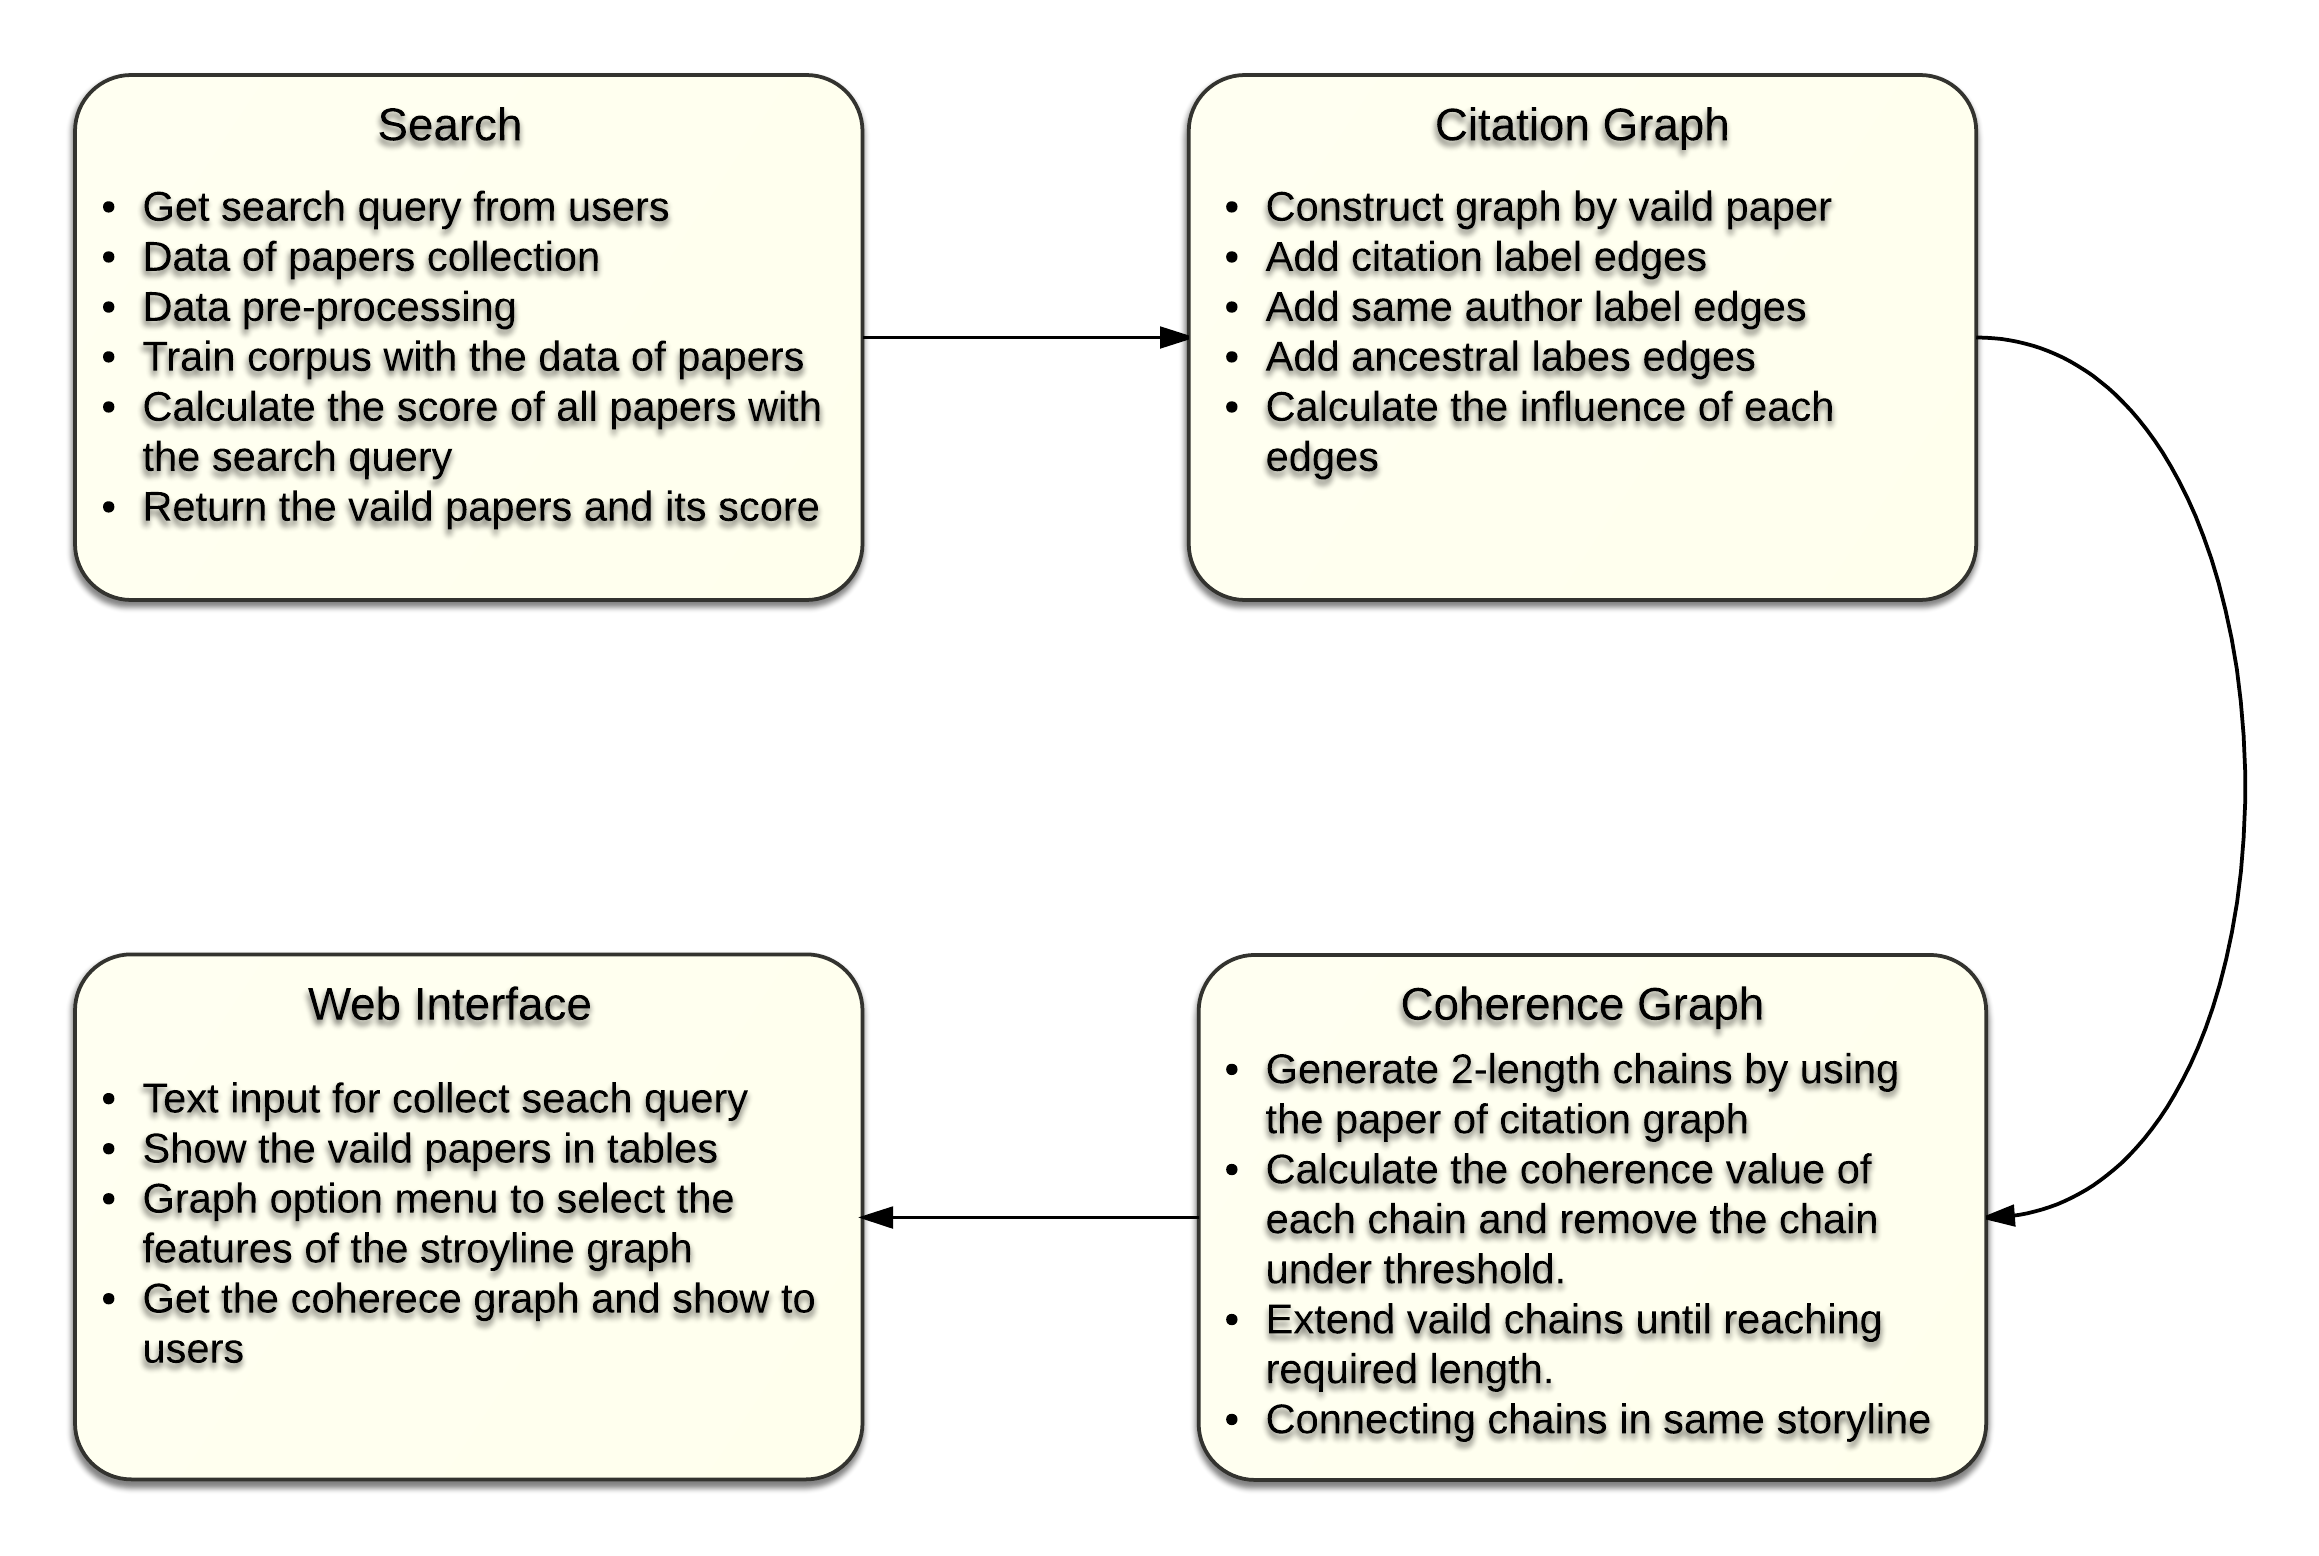 Search
• Get search query from users
• Data of papers collection
• Data pre-processing
• Train corpus with the data of papers
• Calculate the score of all papers with
the search query
• Return the vaild papers and its score
Citation Graph
• Construct graph by vaild paper
• Add citation label edges
• Add same author label edges
• Add ancestral labes edges
• Calculate the influence of each
edges
Coherence Graph
• Generate 2-length chains by using
the paper of citation graph
• Calculate the coherence value of
each chain and remove the chain
under threshold.
• Extend vaild chains until reaching
required length.
• Connecting chains in same storyline
Web Interface
• Text input for collect seach query
• Show the vaild papers in tables
• Graph option menu to select the
features of the stroyline graph
• Get the coherece graph and show to
users